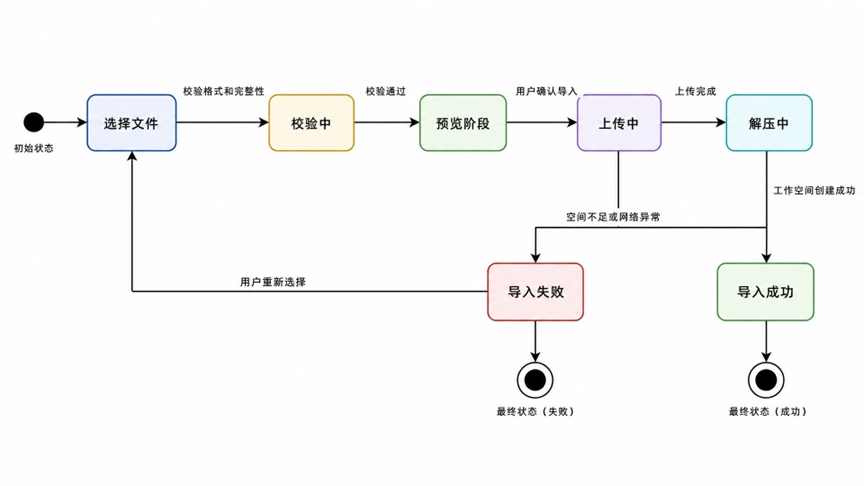 校验格式和完整性
校验通过
用户确认导入
上传完成
选择文件
校验中
预览阶段
上传中
解压中
初始状态
工作空间创建成功
空间不足或网络异常
用户重新选择
导入失败
导入成功
最终状态（失败）
最终状态（成功）